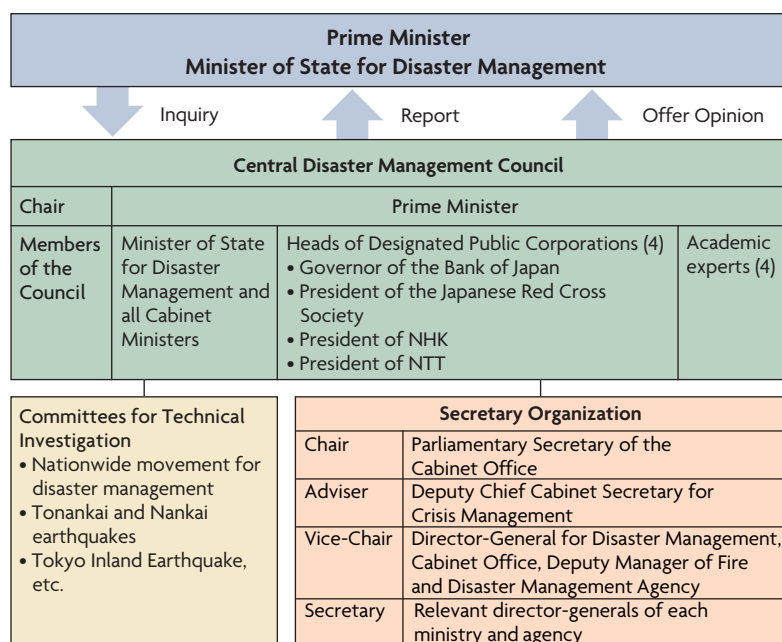 Prime Minister
Minister of State for Disaster Management
Inquiry
Report
Offer Opinion
Central Disaster Management Council
Chair
Prime Minister
Members
of the
Council
Minister of State
for Disaster
Management and
all Cabinet
Ministers
Heads of Designated Public Corporations (4)
• Governor of the Bank of Japan
• President of the Japanese Red Cross
Society
• President of NHK
• President of NTT
Academic
experts (4)
Committees for Technical
Investigation
• Nationwide movement for
disaster management
• Tonankai and Nankai
earthquakes
• Tokyo Inland Earthquake,
etc.
Secretary Organization
Chair
Parliamentary Secretary of the
Cabinet Office
Adviser
Deputy Chief Cabinet Secretary for
Crisis Management
Vice-Chair
Director-General for Disaster Management,
Cabinet Office, Deputy Manager of Fire
and Disaster Management Agency
Secretary
Relevant director-generals of each
ministry and agency